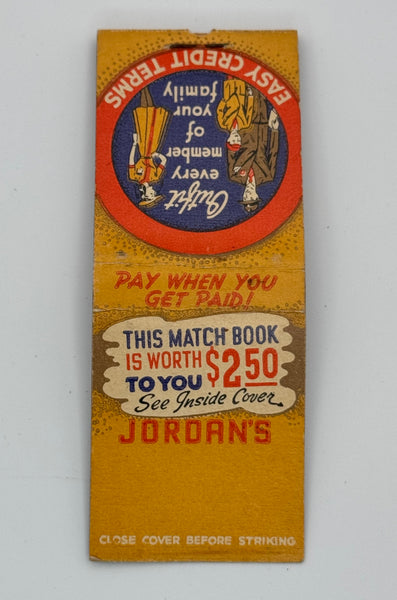 EASY CREDIT TERMS
Outfit
every
member
of
your
family
PAY WHEN YOU
GET PAID!
THIS MATCH BOOK
IS WORTH $2.50
TO YOU
See Inside Cover.
JORDAN'S
CLOSE COVER BEFORE STRIKING